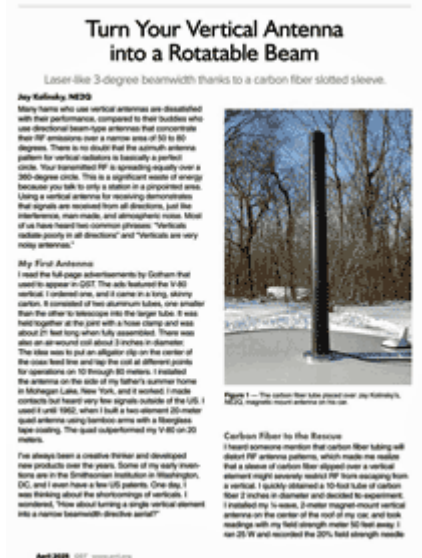 Turn Your Vertical Antenna
into a Rotatable Beam
Laser-like 3-degree beamwidth thanks to a carbon fiber slotted sleeve.
Jay Kolinsky, NE2Q
Many hams who use vertical antennas are dissatisfied
with their performance, compared to their buddies who
use directional beam-type antennas that concentrate
their RF emissions over a narrow area of 50 to 80
degrees. There is no doubt that the azimuth antenna
pattern for vertical radiators is basically a perfect
circle. Your transmitted RF is spreading equally over a
360-degree circle. This is a significant waste of energy
because you talk to only a station in a pinpointed area.
Using a vertical antenna for receiving demonstrates
that signals are received from all directions, just like
interference, man-made, and atmospheric noise. Most
of us have heard two common phrases: "Verticals
radiate poorly in all directions" and "Verticals are very
noisy antennas."
My First Antenna
I read the full-page advertisements by Gotham that
used to appear in QST. The ads featured the V-80
vertical. I ordered one, and it came in a long, skinny
carton. It consisted of two aluminum tubes, one smaller
than the other to telescope into the larger tube. It was
held together at the joint with a hose clamp and was
about 21 feet long when fully assembled. There was
also an air-wound coil about 3 inches in diameter.
The idea was to put an alligator clip on the center of
the coax feed line and tap the coil at different points
for operations on 10 through 80 meters. I installed
the antenna on the side of my father's summer home
in Mohegan Lake, New York, and it worked. I made
contacts but heard very few signals outside of the US. I
used it until 1962, when I built a two-element 20-meter
quad antenna using bamboo arms with a fiberglass
tape coating. The quad outperformed my V-80 on 20
meters.
I've always been a creative thinker and developed
new products over the years. Some of my early inven-
tions are in the Smithsonian Institution in Washington,
DC, and I even have a few US patents. One day, I
was thinking about the shortcomings of verticals. I
wondered, "How about turning a single vertical element
into a narrow beamwidth directive aerial?"
Figure 1 — The carbon fiber tube placed over Jay Kolinsky's,
NE2Q, magnetic mount antenna on his car.
Carbon Fiber to the Rescue
I heard someone mention that carbon fiber tubing will
distort RF antenna patterns, which made me realize
that a sleeve of carbon fiber slipped over a vertical
element might severely restrict RF from escaping from
a vertical. I quickly obtained a 10-foot tube of carbon
fiber 2 inches in diameter and decided to experiment.
I installed my ¼-wave, 2-meter magnet-mount vertical
antenna on the center of the roof of my car, and took
readings with my field strength meter 50 feet away. I
ran 25 W and recorded the 20% field strength needle
April 2025 QST www.arrl.org